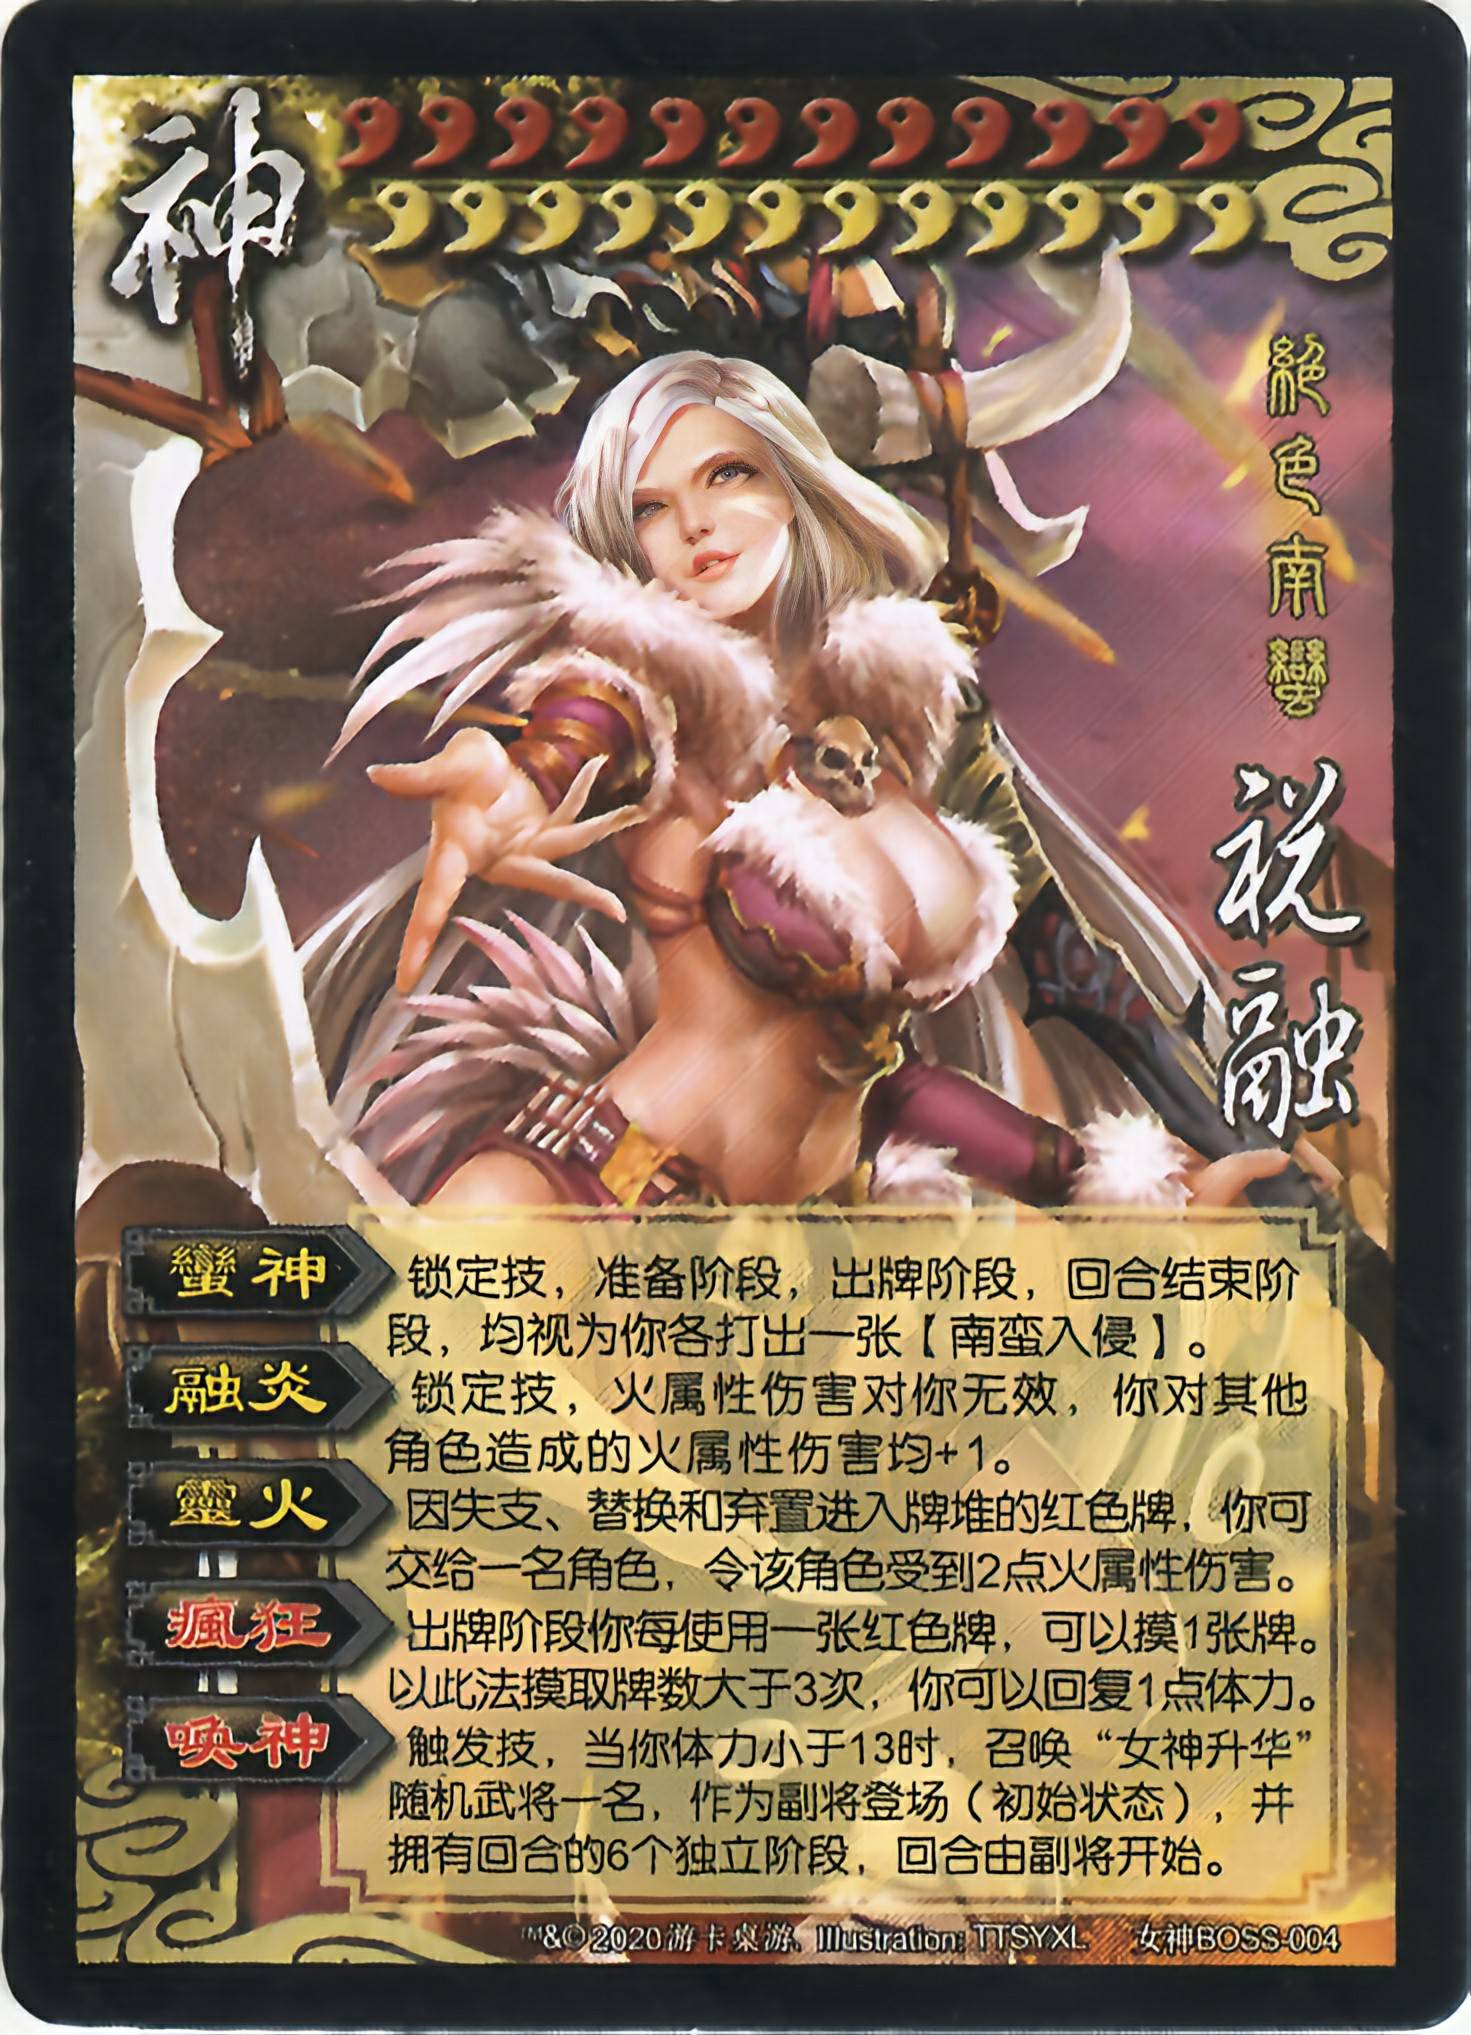 神
絕色南蠻
祝融
蠻神
锁定技，准备阶段，出牌阶段，回合结束阶
段，均视为你各打出一张【南蛮入侵】。
融炎
锁定技，火属性伤害对你无效，你对其他
角色造成的火属性伤害均+1。
靈火
因失支、替换和弃置进入牌堆的红色牌，你可
交给一名角色，令该角色受到2点火属性伤害。
瘋狂
出牌阶段你每使用一张红色牌，可以摸1张牌。
以此法摸取牌数大于3次，你可以回复1点体力。
唤神
触发技，当你体力小于13时，召唤“女神升华”
随机武将一名，作为副将登场（初始状态），并
拥有回合的6个独立阶段，回合由副将开始。
™&© 2020游卡桌游. Illustration: TTSYXL 女神BOSS-004